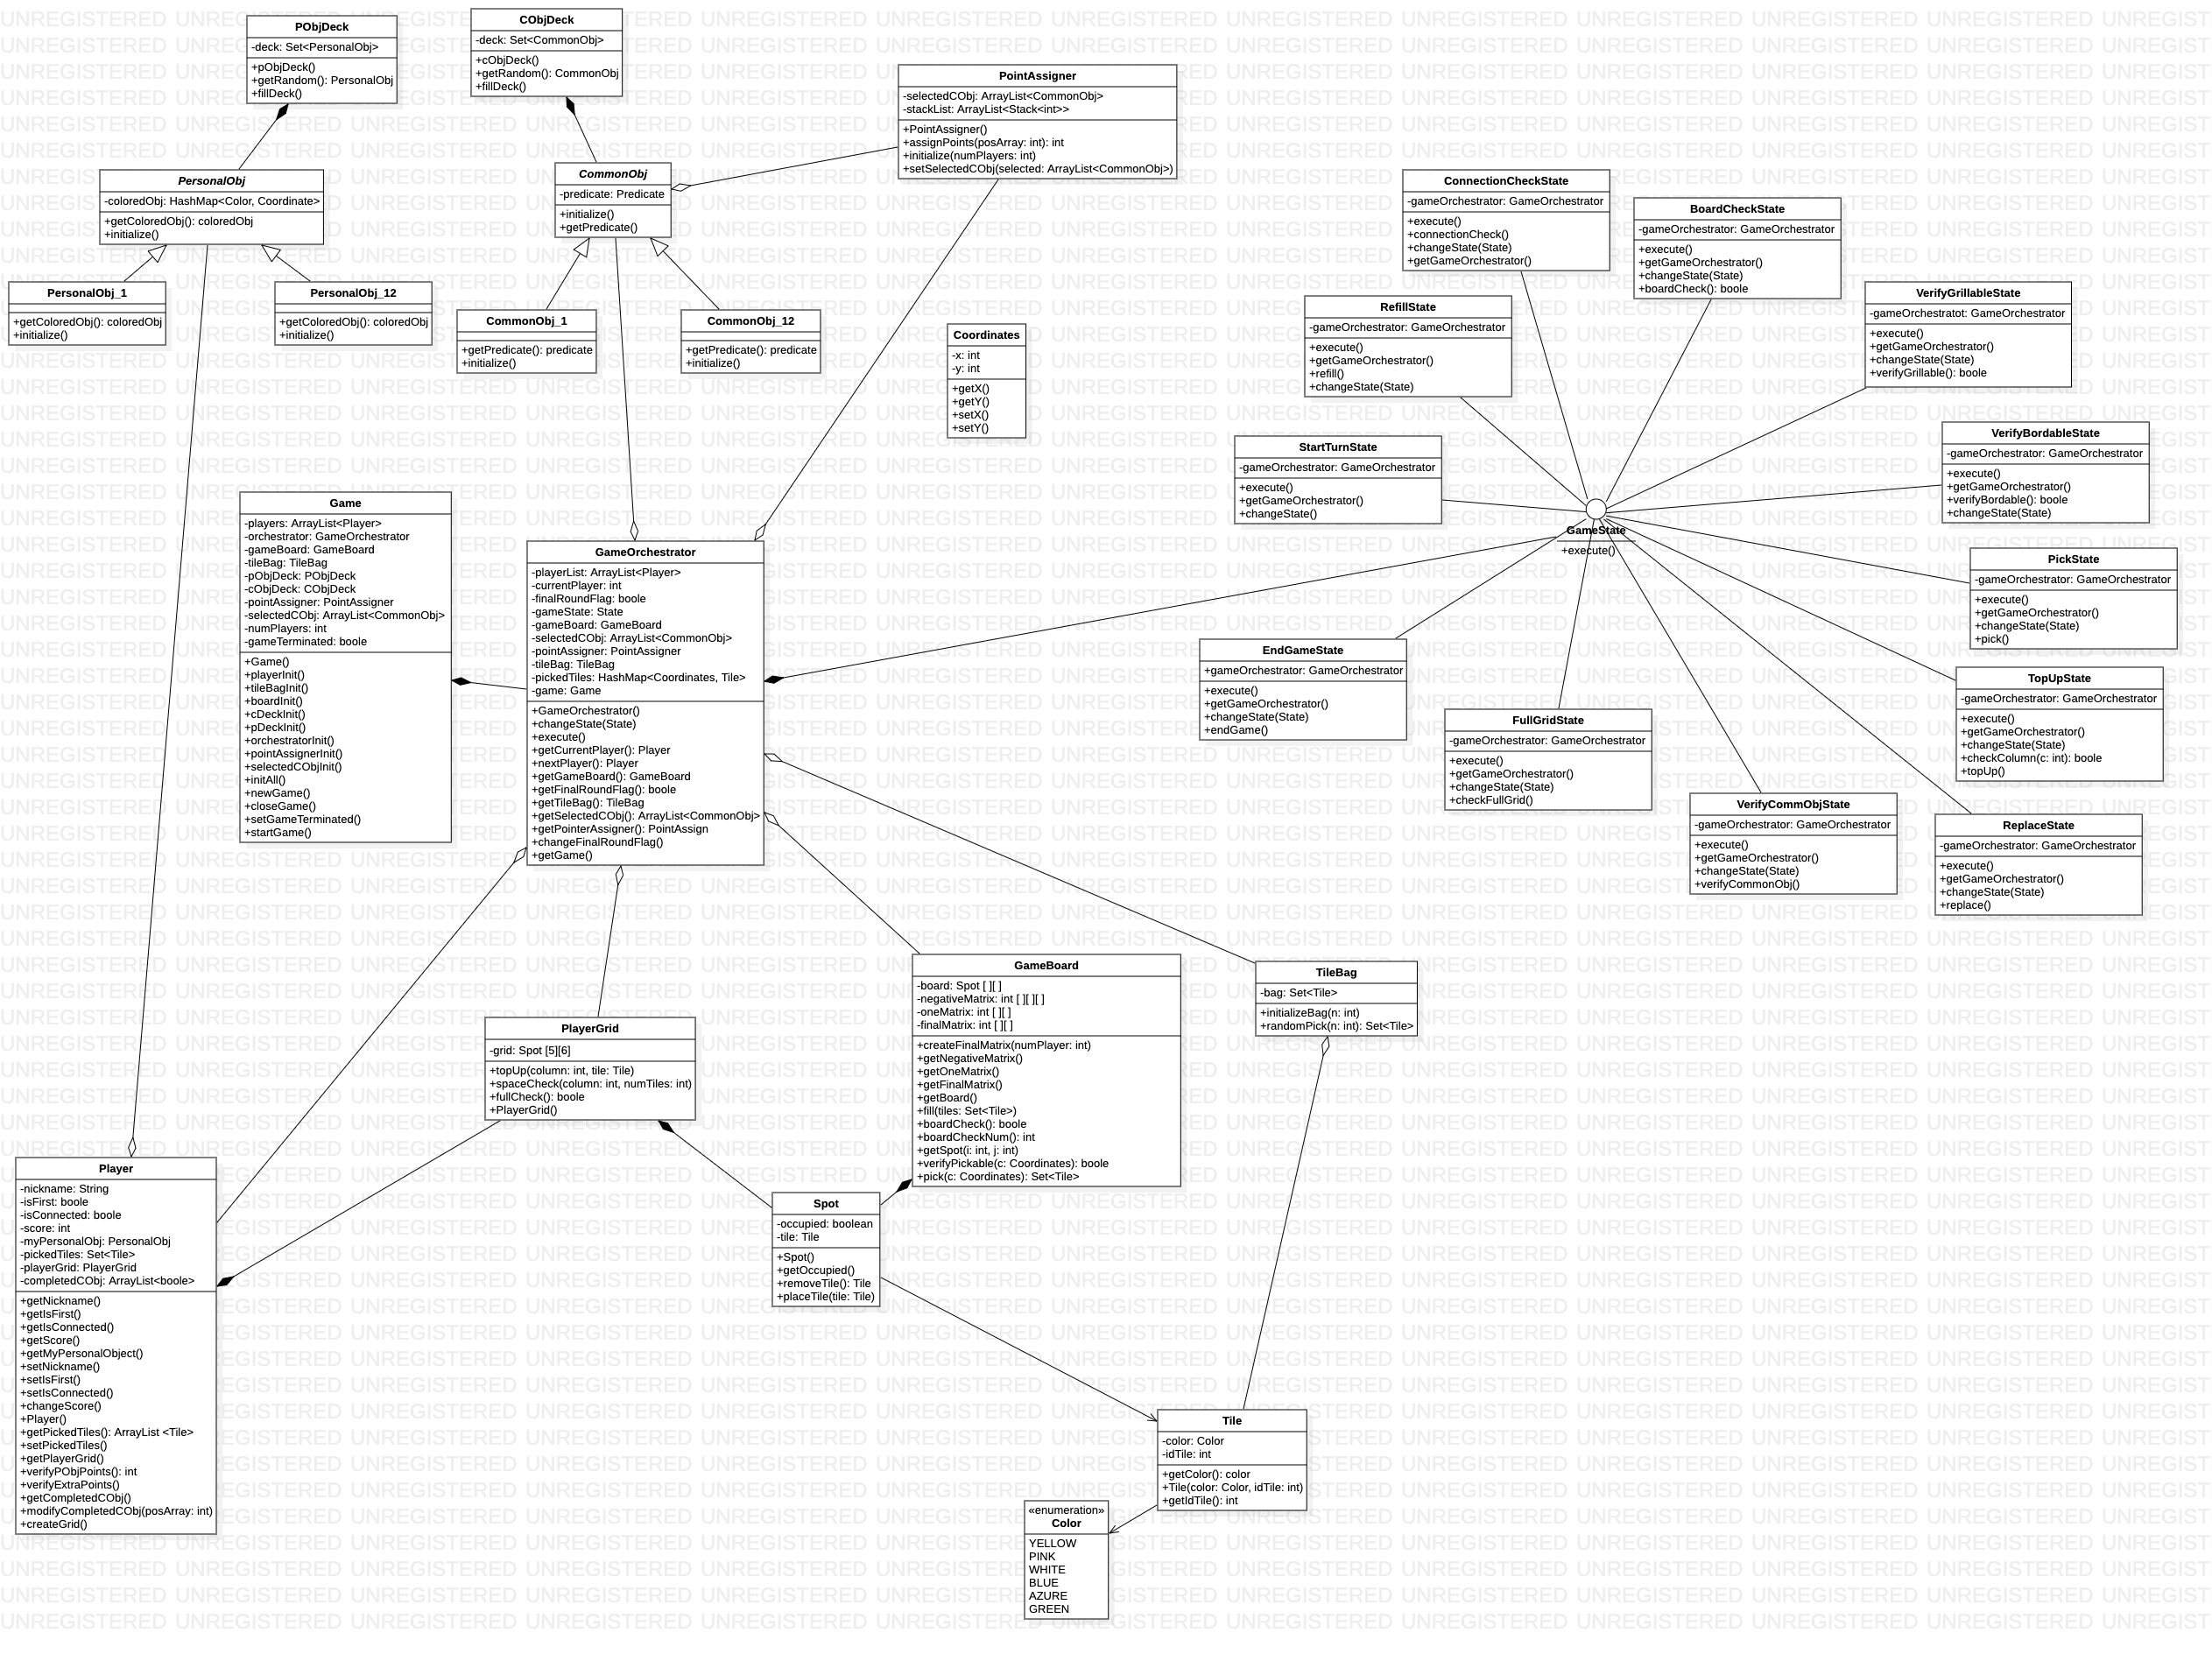 PObjDeck
-deck: Set<PersonalObj>
+pObjDeck()
+getRandom(): PersonalObj
+fillDeck()
CObjDeck
-deck: Set<CommonObj>
+cObjDeck()
+getRandom(): CommonObj
+fillDeck()
PointAssigner
-selectedCObj: ArrayList<CommonObj>
-stackList: ArrayList<Stack<int>>
+PointAssigner()
+assignPoints(posArray: int): int
+initialize(numPlayers: int)
+setSelectedCObj(selected: ArrayList<CommonObj>)
PersonalObj
-coloredObj: HashMap<Color, Coordinate>
+getColoredObj(): coloredObj
+initialize()
CommonObj
-predicate: Predicate
+initialize()
+getPredicate()
PersonalObj_1
+getColoredObj(): coloredObj
+initialize()
PersonalObj_12
+getColoredObj(): coloredObj
+initialize()
CommonObj_1
+getPredicate(): predicate
+initialize()
CommonObj_12
+getPredicate(): predicate
+initialize()
Coordinates
-x: int
-y: int
+getX()
+getY()
+setX()
+setY()
ConnectionCheckState
-gameOrchestrator: GameOrchestrator
+execute()
+connectionCheck()
+changeState(State)
+getGameOrchestrator()
BoardCheckState
-gameOrchestrator: GameOrchestrator
+execute()
+getGameOrchestrator()
+changeState(State)
+boardCheck(): boole
VerifyGrillableState
-gameOrchestratot: GameOrchestrator
+execute()
+getGameOrchestrator()
+changeState(State)
+verifyGrillable(): boole
RefillState
-gameOrchestrator: GameOrchestrator
+execute()
+getGameOrchestrator()
+refill()
+changeState(State)
StartTurnState
-gameOrchestrator: GameOrchestrator
+execute()
+getGameOrchestrator()
+changeState()
VerifyBordableState
-gameOrchestrator: GameOrchestrator
+execute()
+getGameOrchestrator()
+verifyBordable(): boole
+changeState(State)
GameState
+execute()
PickState
-gameOrchestrator: GameOrchestrator
+execute()
+getGameOrchestrator()
+changeState(State)
+pick()
EndGameState
+gameOrchestrator: GameOrchestrator
+execute()
+getGameOrchestrator()
+changeState(State)
+endGame()
TopUpState
-gameOrchestrator: GameOrchestrator
+execute()
+getGameOrchestrator()
+changeState(State)
+checkColumn(c: int): boole
+topUp()
FullGridState
-gameOrchestrator: GameOrchestrator
+execute()
+getGameOrchestrator()
+changeState(State)
+checkFullGrid()
VerifyCommObjState
-gameOrchestrator: GameOrchestrator
+execute()
+getGameOrchestrator()
+changeState(State)
+verifyCommonObj()
ReplaceState
-gameOrchestrator: GameOrchestrator
+execute()
+getGameOrchestrator()
+changeState(State)
+replace()
Game
-players: ArrayList<Player>
-orchestrator: GameOrchestrator
-gameBoard: GameBoard
-tileBag: TileBag
-pObjDeck: PObjDeck
-cObjDeck: CObjDeck
-pointAssigner: PointAssigner
-selectedCObj: ArrayList<CommonObj>
-numPlayers: int
-gameTerminated: boole
+Game()
+playerInit()
+tileBagInit()
+boardInit()
+cDeckInit()
+pDeckInit()
+orchestratorInit()
+pointAssignerInit()
+selectedCObjInit()
+initAll()
+newGame()
+closeGame()
+setGameTerminated()
+startGame()
GameOrchestrator
-playerList: ArrayList<Player>
-currentPlayer: int
-finalRoundFlag: boole
-gameState: State
-gameBoard: GameBoard
-selectedCObj: ArrayList<CommonObj>
-pointAssigner: PointAssigner
-tileBag: TileBag
-pickedTiles: HashMap<Coordinates, Tile>
-game: Game
+GameOrchestrator()
+changeState(State)
+execute()
+getCurrentPlayer(): Player
+nextPlayer(): Player
+getGameBoard(): GameBoard
+getFinalRoundFlag(): boole
+getTileBag(): TileBag
+getSelectedCObj(): ArrayList<CommonObj>
+getPointerAssigner(): PointAssign
+changeFinalRoundFlag()
+getGame()
PlayerGrid
-grid: Spot [5][6]
+topUp(column: int, tile: Tile)
+spaceCheck(column: int, numTiles: int)
+fullCheck(): boole
+PlayerGrid()
GameBoard
-board: Spot [ ][ ]
-negativeMatrix: int [ ][ ][ ]
-oneMatrix: int [ ][ ]
-finalMatrix: int [ ][ ]
+createFinalMatrix(numPlayer: int)
+getNegativeMatrix()
+getOneMatrix()
+getFinalMatrix()
+getBoard()
+fill(tiles: Set<Tile>)
+boardCheck(): boole
+boardCheckNum(): int
+getSpot(i: int, j: int)
+verifyPickable(c: Coordinates): boole
+pick(c: Coordinates): Set<Tile>
TileBag
-bag: Set<Tile>
+initializeBag(n: int)
+randomPick(n: int): Set<Tile>
Player
-nickname: String
-isFirst: boole
-isConnected: boole
-score: int
-myPersonalObj: PersonalObj
-pickedTiles: Set<Tile>
-playerGrid: PlayerGrid
-completedCObj: ArrayList<boole>
+getNickname()
+getIsFirst()
+getIsConnected()
+getScore()
+getMyPersonalObject()
+setNickname()
+setIsFirst()
+setIsConnected()
+changeScore()
+Player()
+getPickedTiles(): ArrayList <Tile>
+setPickedTiles()
+getPlayerGrid()
+verifyPObjPoints(): int
+verifyExtraPoints()
+getCompletedCObj()
+modifyCompletedCObj(posArray: int)
+createGrid()
Spot
-occupied: boolean
-tile: Tile
+Spot()
+getOccupied()
+removeTile(): Tile
+placeTile(tile: Tile)
Tile
-color: Color
-idTile: int
+getColor(): color
+Tile(color: Color, idTile: int)
+getIdTile(): int
«enumeration»
Color
YELLOW
PINK
WHITE
BLUE
AZURE
GREEN